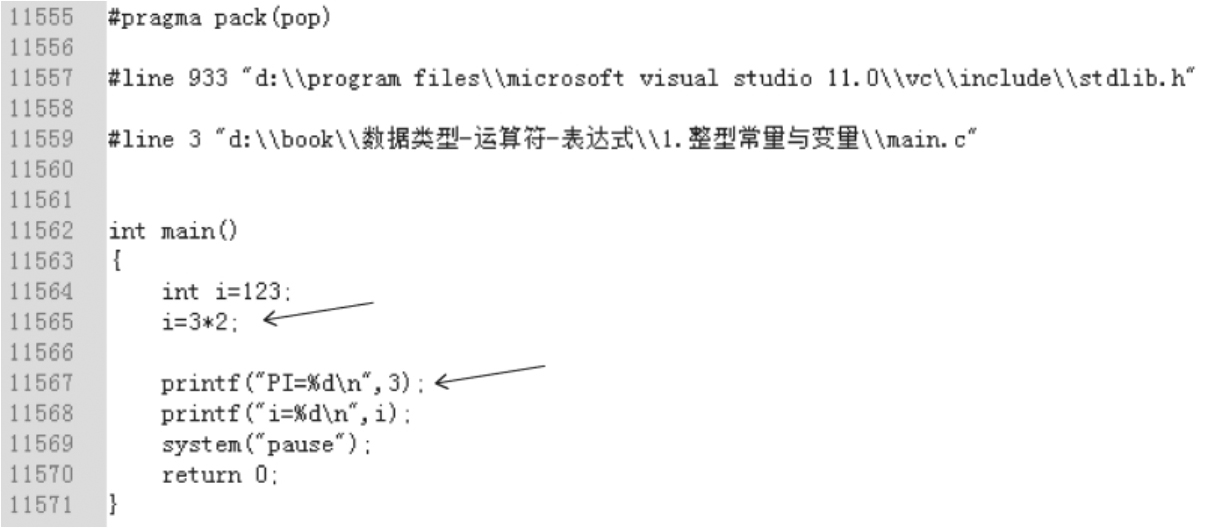 11555 #pragma pack(pop)
11556
11557 #line 933 "d:\\program files\\microsoft visual studio 11.0\\vc\\include\\stdlib.h"
11558
11559 #line 3 "d:\\book\\数据类型-运算符-表达式\\1.整型常量与变量\\main.c"
11560
11561
11562 int main()
11563 {
11564     int i=123;
11565     i=3*2;
11566
11567     printf("PI=%d\n",3);
11568     printf("i=%d\n",i);
11569     system("pause");
11570     return 0;
11571 }